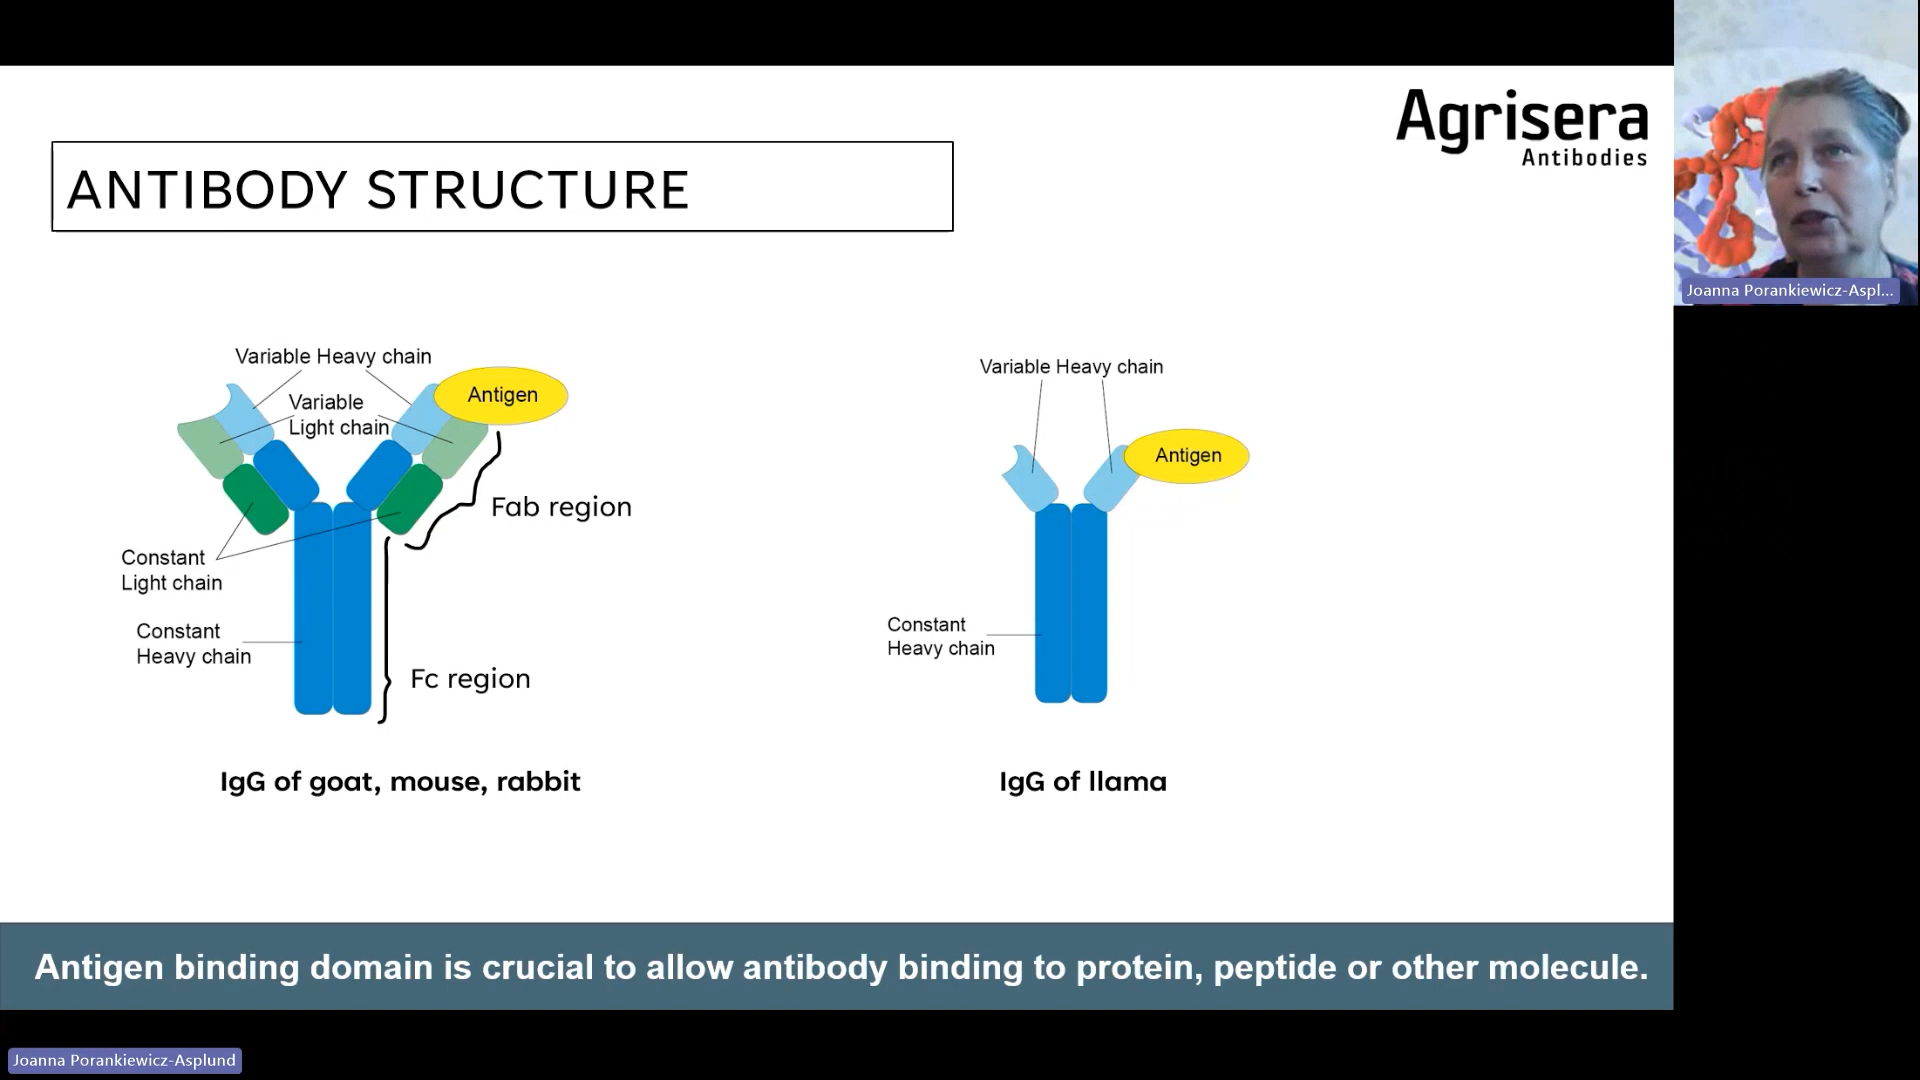 Agrisera
Antibodies
ANTIBODY STRUCTURE
Joanna Porankiewicz-Aspl...
Variable Heavy chain
Variable
Light chain
Antigen
Fab region
Constant
Light chain
Constant
Heavy chain
Fc region
IgG of goat, mouse, rabbit
Variable Heavy chain
Antigen
Constant
Heavy chain
IgG of llama
Antigen binding domain is crucial to allow antibody binding to protein, peptide or other molecule.
Joanna Porankiewicz-Asplund